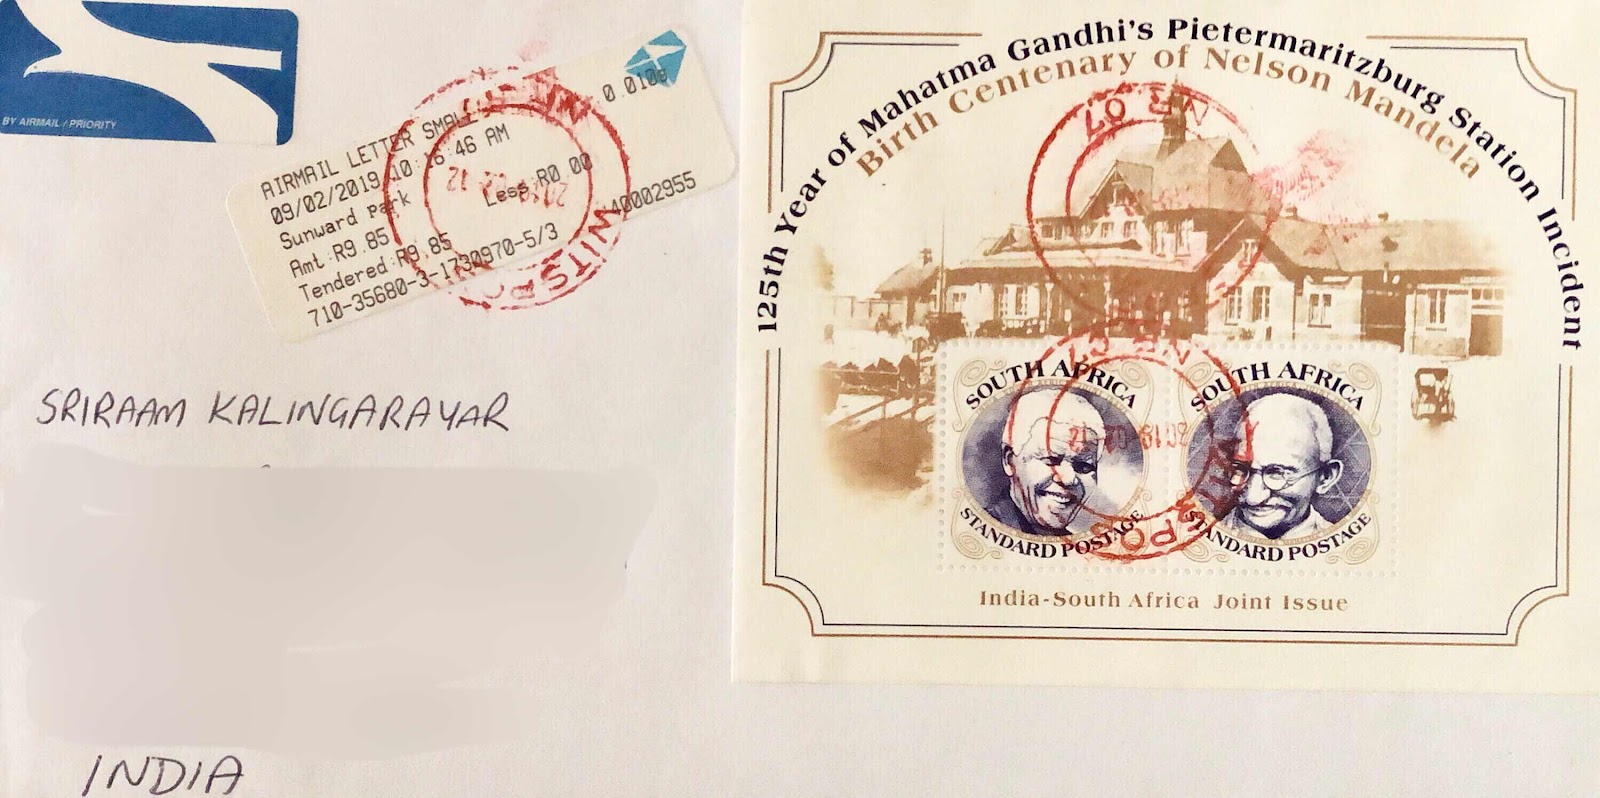 BY AIRMAIL / PRIORITY
AIRMAIL LETTER SMALL 0.010g
09/02/2019 10:16:46 AM
Sunward Park Less:R0.00
Amt:R9.85
Tendered:R9.85 40002955
710-35680-3-1730970-5/3
SRIRAAM KALINGARAYAR
INDIA
125th Year of Mahatma Gandhi's Pietermaritzburg Station Incident
Birth Centenary of Nelson Mandela
SOUTH AFRICA
STANDARD POSTAGE
SOUTH AFRICA
STANDARD POSTAGE
India-South Africa Joint Issue